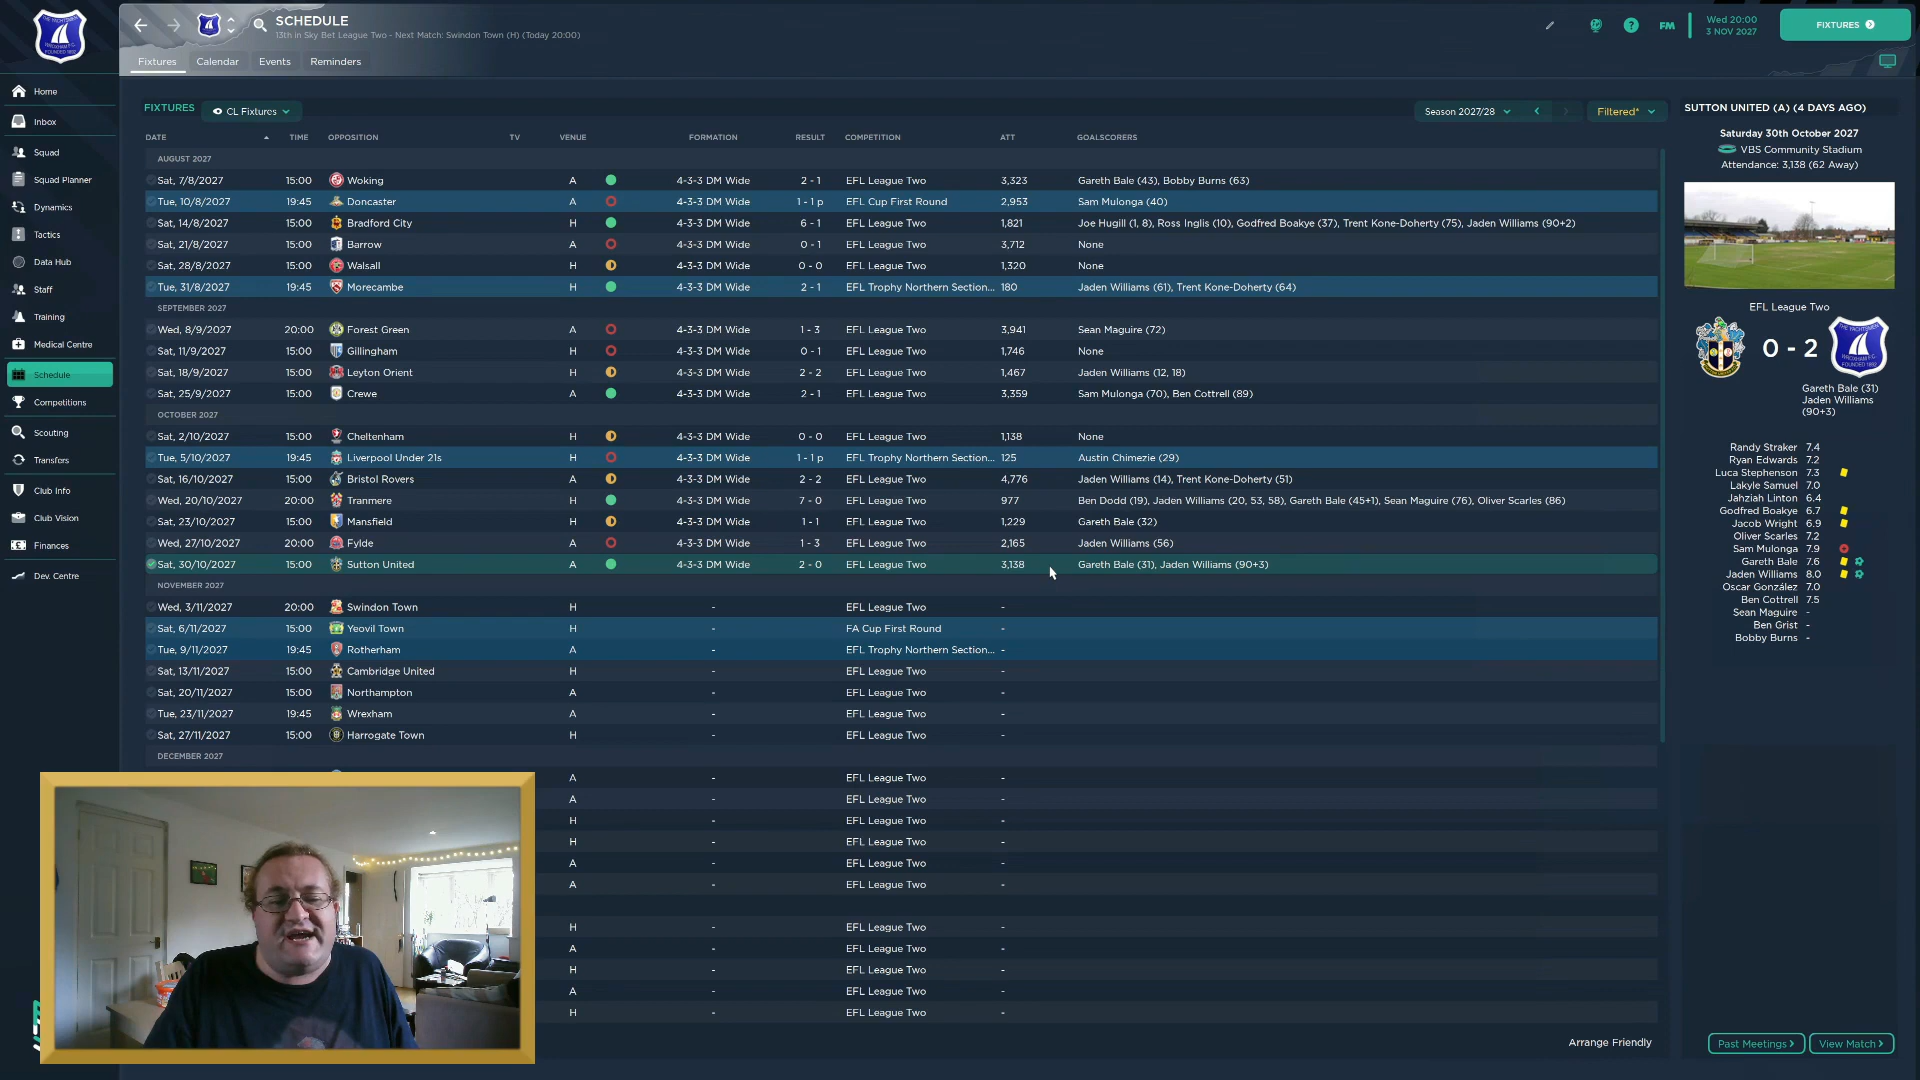 SCHEDULE
13th in Sky Bet League Two - Next Match: Swindon Town (H) (Today 20:00)
FM
Wed 20:00
3 NOV 2027
FIXTURES
Fixtures Calendar Events Reminders
Home
Inbox
Squad
Squad Planner
Dynamics
Tactics
Data Hub
Staff
Training
Medical Centre
Schedule
Competitions
Scouting
Transfers
Club Info
Club Vision
Finances
Dev. Centre
FIXTURES CL Fixtures Season 2027/28 Filtered*
DATE TIME OPPOSITION TV VENUE FORMATION RESULT COMPETITION ATT GOALSCORERS
AUGUST 2027
Sat, 7/8/2027 15:00 Woking A 4-3-3 DM Wide 2 - 1 EFL League Two 3,323 Gareth Bale (43), Bobby Burns (63)
Tue, 10/8/2027 19:45 Doncaster A 4-3-3 DM Wide 1 - 1 p EFL Cup First Round 2,953 Sam Mulonga (40)
Sat, 14/8/2027 15:00 Bradford City H 4-3-3 DM Wide 6 - 1 EFL League Two 1,821 Joe Hugill (1, 8), Ross Inglis (10), Godfred Boakye (37), Trent Kone-Doherty (75), Jaden Williams (90+2)
Sat, 21/8/2027 15:00 Barrow A 4-3-3 DM Wide 0 - 1 EFL League Two 3,712 None
Sat, 28/8/2027 15:00 Walsall H 4-3-3 DM Wide 0 - 0 EFL League Two 1,320 None
Tue, 31/8/2027 19:45 Morecambe H 4-3-3 DM Wide 2 - 1 EFL Trophy Northern Section... 180 Jaden Williams (61), Trent Kone-Doherty (64)
SEPTEMBER 2027
Wed, 8/9/2027 20:00 Forest Green A 4-3-3 DM Wide 1 - 3 EFL League Two 3,941 Sean Maguire (72)
Sat, 11/9/2027 15:00 Gillingham H 4-3-3 DM Wide 0 - 1 EFL League Two 1,746 None
Sat, 18/9/2027 15:00 Leyton Orient H 4-3-3 DM Wide 2 - 2 EFL League Two 1,467 Jaden Williams (12, 18)
Sat, 25/9/2027 15:00 Crewe A 4-3-3 DM Wide 2 - 1 EFL League Two 3,359 Sam Mulonga (70), Ben Cottrell (89)
OCTOBER 2027
Sat, 2/10/2027 15:00 Cheltenham H 4-3-3 DM Wide 0 - 0 EFL League Two 1,138 None
Tue, 5/10/2027 19:45 Liverpool Under 21s H 4-3-3 DM Wide 1 - 1 p EFL Trophy Northern Section... 125 Austin Chimezie (29)
Sat, 16/10/2027 15:00 Bristol Rovers A 4-3-3 DM Wide 2 - 2 EFL League Two 4,776 Jaden Williams (14), Trent Kone-Doherty (51)
Wed, 20/10/2027 20:00 Tranmere H 4-3-3 DM Wide 7 - 0 EFL League Two 977 Ben Dodd (19), Jaden Williams (20, 53, 58), Gareth Bale (45+1), Sean Maguire (76), Oliver Scarles (86)
Sat, 23/10/2027 15:00 Mansfield H 4-3-3 DM Wide 1 - 1 EFL League Two 1,229 Gareth Bale (32)
Wed, 27/10/2027 20:00 Fylde A 4-3-3 DM Wide 1 - 3 EFL League Two 2,165 Jaden Williams (56)
Sat, 30/10/2027 15:00 Sutton United A 4-3-3 DM Wide 2 - 0 EFL League Two 3,138 Gareth Bale (31), Jaden Williams (90+3)
NOVEMBER 2027
Wed, 3/11/2027 20:00 Swindon Town H - EFL League Two -
Sat, 6/11/2027 15:00 Yeovil Town H - FA Cup First Round -
Tue, 9/11/2027 19:45 Rotherham A - EFL Trophy Northern Section... -
Sat, 13/11/2027 15:00 Cambridge United H - EFL League Two -
Sat, 20/11/2027 15:00 Northampton A - EFL League Two -
Tue, 23/11/2027 19:45 Wrexham A - EFL League Two -
Sat, 27/11/2027 15:00 Harrogate Town H - EFL League Two -
DECEMBER 2027
A - EFL League Two -
A - EFL League Two -
H - EFL League Two -
H - EFL League Two -
A - EFL League Two -
A - EFL League Two -
H - EFL League Two -
A - EFL League Two -
H - EFL League Two -
A - EFL League Two -
H - EFL League Two -
Arrange Friendly
SUTTON UNITED (A) (4 DAYS AGO)
Saturday 30th October 2027
VBS Community Stadium
Attendance: 3,138 (62 Away)
EFL League Two
0 - 2
Gareth Bale (31)
Jaden Williams
(90+3)
Randy Straker 7.4
Ryan Edwards 7.2
Luca Stephenson 7.3
Lakyle Samuel 7.0
Jahziah Linton 6.4
Godfred Boakye 6.7
Jacob Wright 6.9
Oliver Scarles 7.2
Sam Mulonga 7.9
Gareth Bale 7.6
Jaden Williams 8.0
Oscar González 7.0
Ben Cottrell 7.5
Sean Maguire -
Ben Grist -
Bobby Burns -
Past Meetings View Match